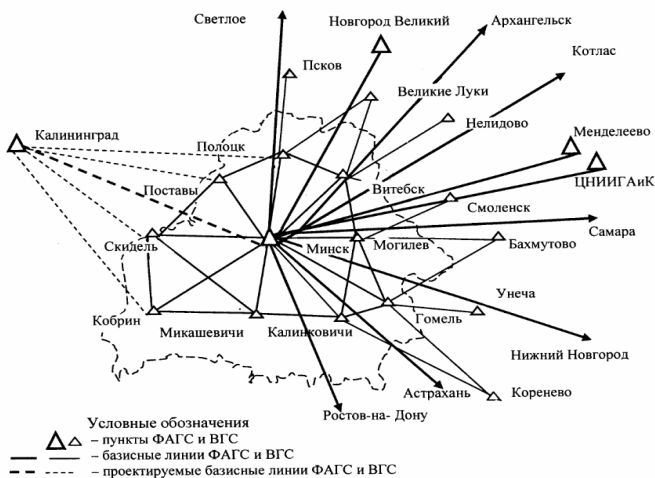 Светлое
Новгород Великий
Архангельск
Котлас
Псков
Великие Луки
Нелидово
Менделеево
Калининград
Полоцк
ЦНИИГАиК
Поставы
Витебск
Смоленск
Самара
Скидель
Минск
Могилев
Бахмутово
Унеча
Кобрин
Микашевичи
Калинковичи
Гомель
Нижний Новгород
Астрахань
Коренево
Ростов-на- Дону
Условные обозначения
– пункты ФАГС и ВГС
– базисные линии ФАГС и ВГС
– проектируемые базисные линии ФАГС и ВГС